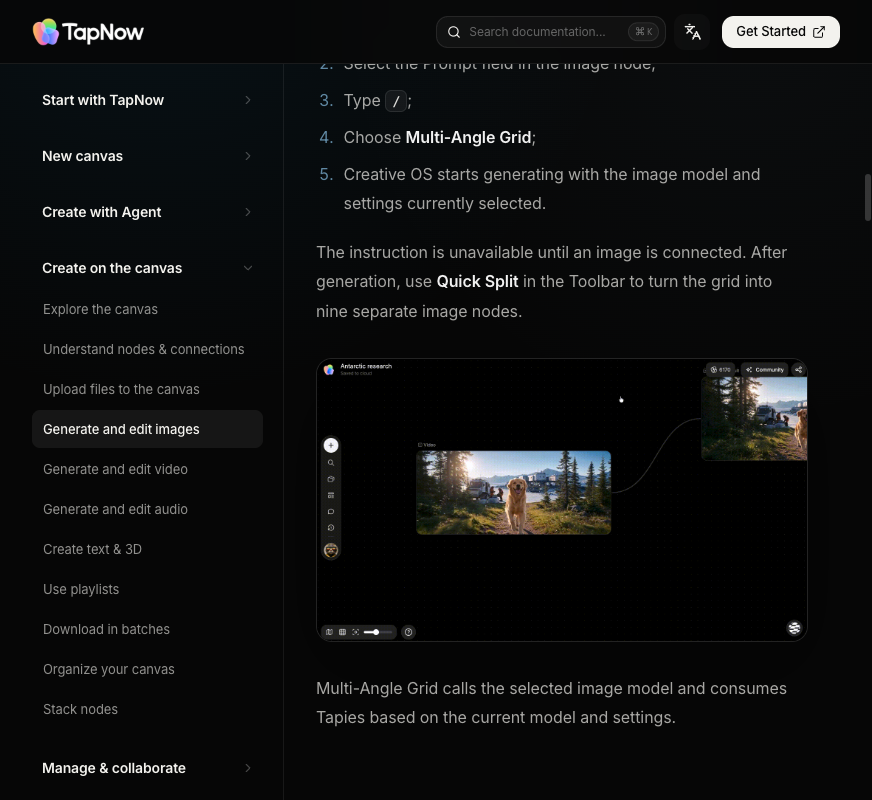 TapNow
Search documentation...
⌘ K
Get Started
Start with TapNow
New canvas
Create with Agent
Create on the canvas
Explore the canvas
Understand nodes & connections
Upload files to the canvas
Generate and edit images
Generate and edit video
Generate and edit audio
Create text & 3D
Use playlists
Download in batches
Organize your canvas
Stack nodes
Manage & collaborate
2. Select the Prompt field in the image node;
3. Type /;
4. Choose Multi-Angle Grid;
5. Creative OS starts generating with the image model and
settings currently selected.
The instruction is unavailable until an image is connected. After
generation, use Quick Split in the Toolbar to turn the grid into
nine separate image nodes.
Antarctic research
Saved to cloud
6170
Community
Video
Multi-Angle Grid calls the selected image model and consumes
Tapies based on the current model and settings.